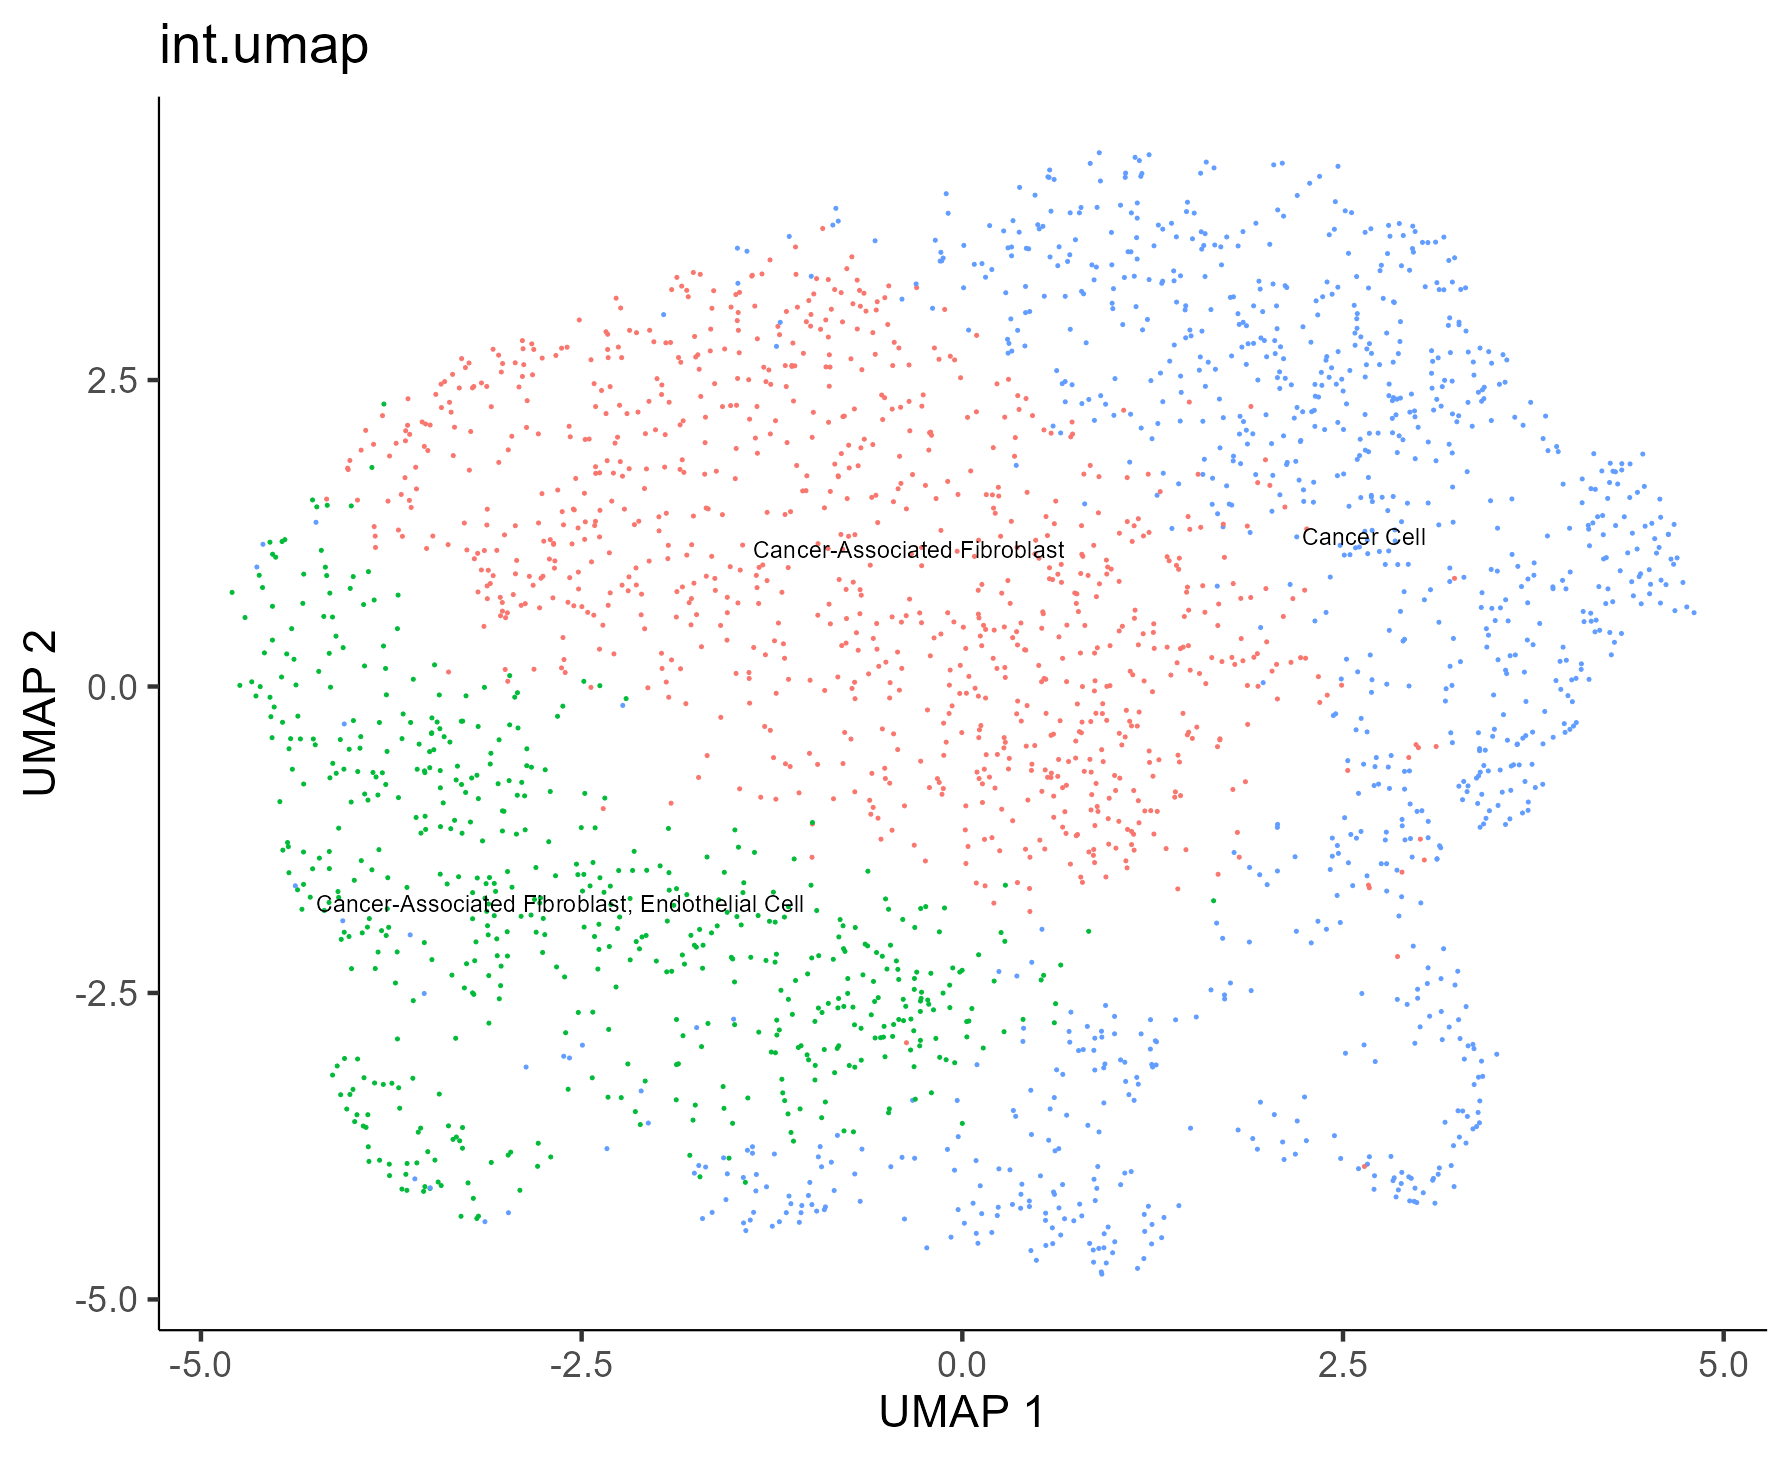 int.umap
UMAP 2
2.5
0.0
-2.5
-5.0
Cancer-Associated Fibroblast
Cancer Cell
Cancer-Associated Fibroblast; Endothelial Cell
-5.0
-2.5
0.0
2.5
5.0
UMAP 1